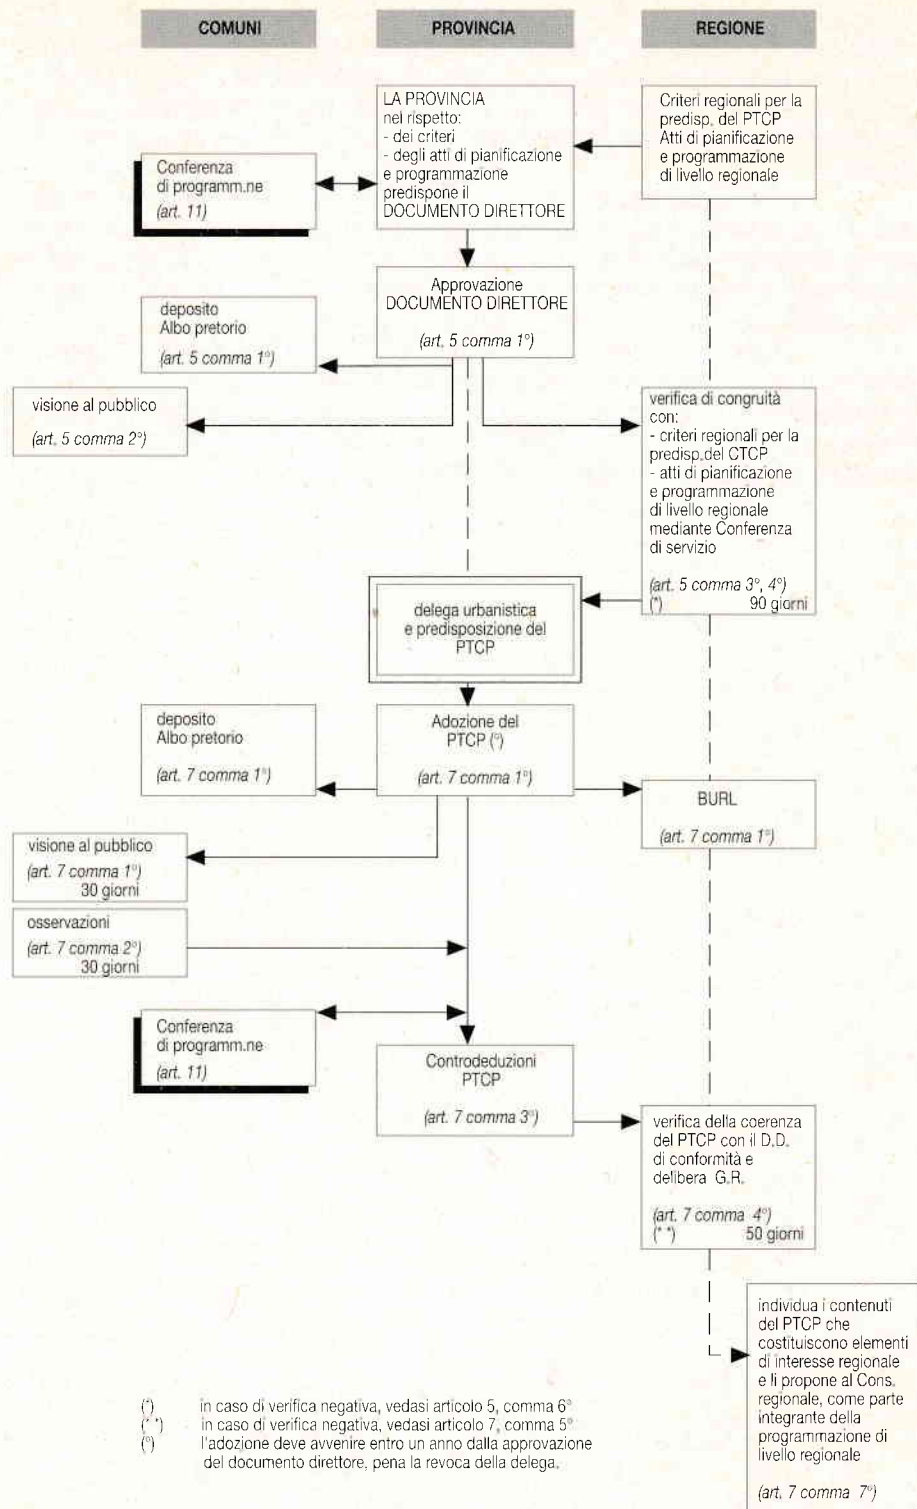 COMUNI
PROVINCIA
REGIONE
LA PROVINCIA
nel rispetto:
- dei criteri
- degli atti di pianificazione
e programmazione
predispone il
DOCUMENTO DIRETTORE
Criteri regionali per la
predisp. del PTCP
Atti di pianificazione
e programmazione
di livello regionale
Conferenza
di programm.ne
(art. 11)
Approvazione
DOCUMENTO DIRETTORE
(art. 5 comma 1°)
deposito
Albo pretorio
(art. 5 comma 1°)
visione al pubblico
(art. 5 comma 2°)
verifica di congruità
con:
- criteri regionali per la
predisp. del CTCP
- atti di pianificazione
e programmazione
di livello regionale
mediante Conferenza
di servizio
(art. 5 comma 3°, 4°)
(*) 90 giorni
delega urbanistica
e predisposizione del
PTCP
deposito
Albo pretorio
(art. 7 comma 1°)
Adozione del
PTCP (°)
(art. 7 comma 1°)
BURL
(art. 7 comma 1°)
visione al pubblico
(art. 7 comma 1°)
30 giorni
osservazioni
(art. 7 comma 2°)
30 giorni
Conferenza
di programm.ne
(art. 11)
Controdeduzioni
PTCP
(art. 7 comma 3°)
verifica della coerenza
del PTCP con il D.D.
di conformità e
delibera G.R.
(art. 7 comma 4°)
(* *) 50 giorni
individua i contenuti
del PTCP che
costituiscono elementi
di interesse regionale
e li propone al Cons.
regionale, come parte
integrante della
programmazione di
livello regionale
(art. 7 comma 7°)
(*) in caso di verifica negativa, vedasi articolo 5, comma 6°
(* *) in caso di verifica negativa, vedasi articolo 7, comma 5°
(°) l'adozione deve avvenire entro un anno dalla approvazione
del documento direttore, pena la revoca della delega.